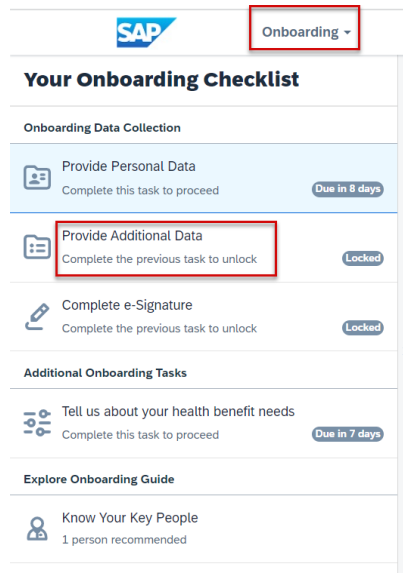 SAP
Onboarding
Your Onboarding Checklist
Onboarding Data Collection
Provide Personal Data
Complete this task to proceed
Due in 8 days
Provide Additional Data
Complete the previous task to unlock
Locked
Complete e-Signature
Complete the previous task to unlock
Locked
Additional Onboarding Tasks
Tell us about your health benefit needs
Complete this task to proceed
Due in 7 days
Explore Onboarding Guide
Know Your Key People
1 person recommended